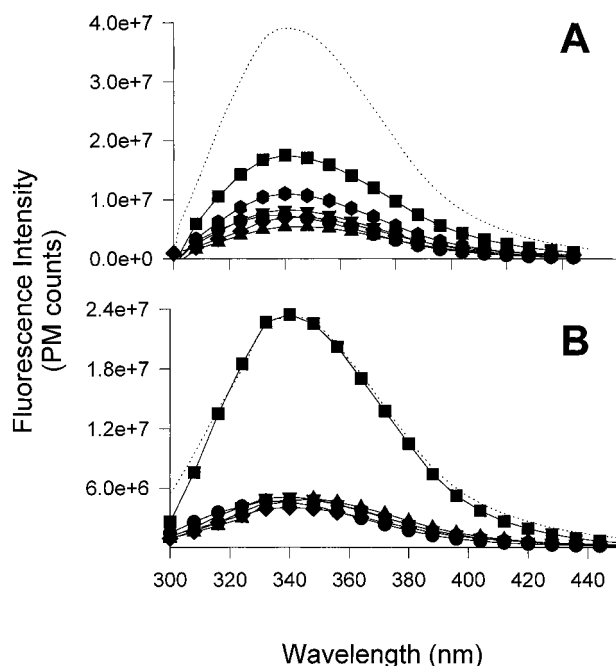 A
4.0e+7
3.0e+7
2.0e+7
1.0e+7
0.0e+0
Fluorescence Intensity
(PM counts)
B
2.4e+7
1.8e+7
1.2e+7
6.0e+6
300 320 340 360 380 400 420 440
Wavelength (nm)